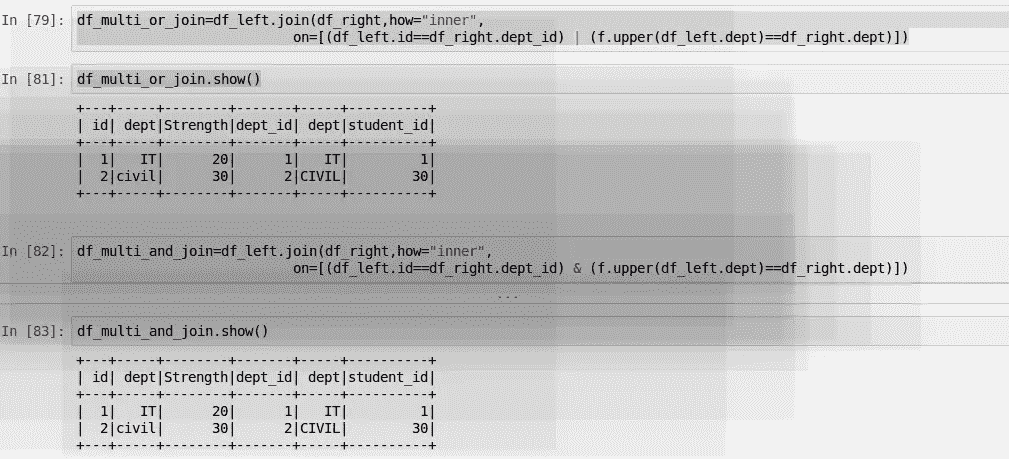 In [79]: df_multi_or_join=df_left.join(df_right,how="inner",
on=[(df_left.id==df_right.dept_id) | (f.upper(df_left.dept)==df_right.dept)])
In [81]: df_multi_or_join.show()
+---+-----+--------+-------+-----+----------+
| id| dept|Strength|dept_id| dept|student_id|
+---+-----+--------+-------+-----+----------+
|  1|   IT|      20|      1|   IT|         1|
|  2|civil|      30|      2|CIVIL|        30|
+---+-----+--------+-------+-----+----------+
In [82]: df_multi_and_join=df_left.join(df_right,how="inner",
on=[(df_left.id==df_right.dept_id) & (f.upper(df_left.dept)==df_right.dept)])
...
In [83]: df_multi_and_join.show()
+---+-----+--------+-------+-----+----------+
| id| dept|Strength|dept_id| dept|student_id|
+---+-----+--------+-------+-----+----------+
|  1|   IT|      20|      1|   IT|         1|
|  2|civil|      30|      2|CIVIL|        30|
+---+-----+--------+-------+-----+----------+